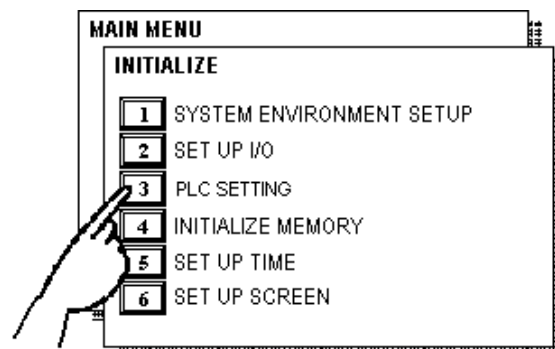 MAIN MENU
INITIALIZE
1 SYSTEM ENVIRONMENT SETUP
2 SET UP I/O
3 PLC SETTING
4 INITIALIZE MEMORY
5 SET UP TIME
6 SET UP SCREEN